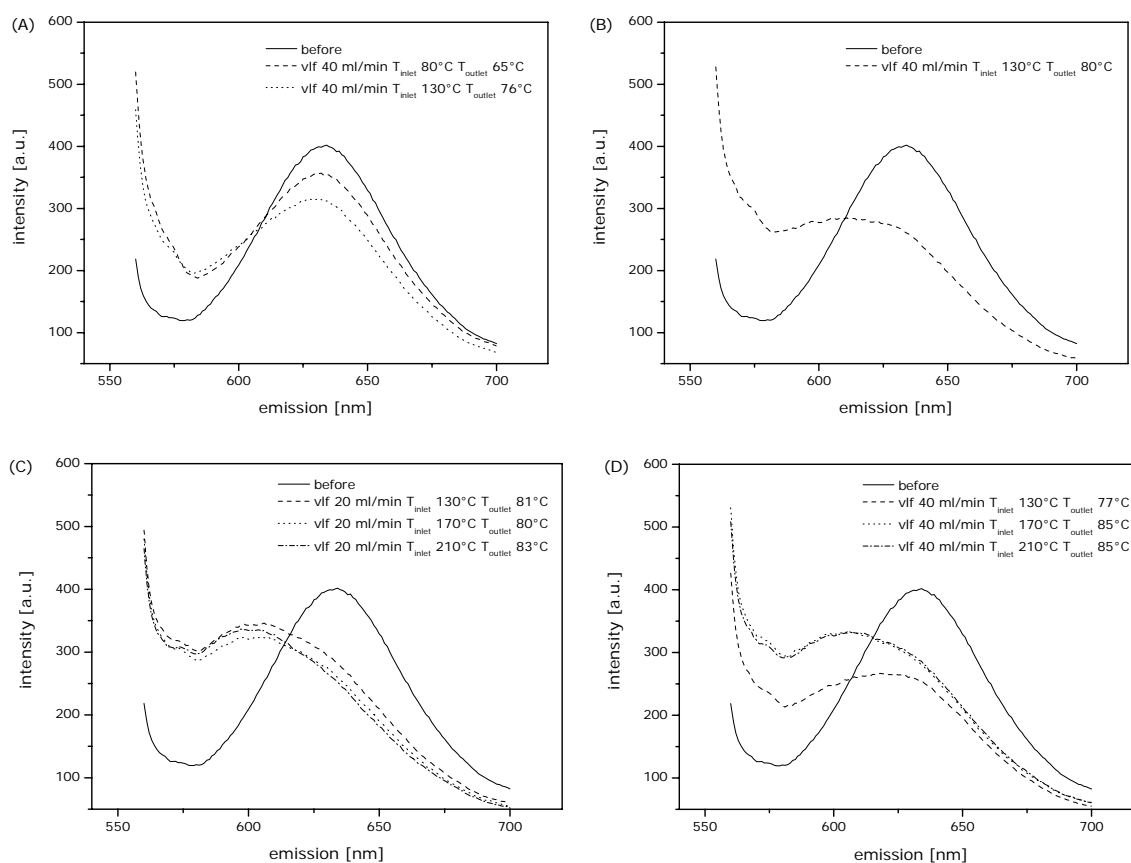 (A)
600
500
400
300
200
100
intensity [a.u.]
before
vlf 40 ml/min T inlet 80°C T outlet 65°C
vlf 40 ml/min T inlet 130°C T outlet 76°C
550 600 650 700
emission [nm]
(B)
600
500
400
300
200
100
intensity [a.u.]
before
vlf 40 ml/min T inlet 130°C T outlet 80°C
550 600 650 700
emission [nm]
(C)
600
500
400
300
200
100
intensity [a.u.]
before
vlf 20 ml/min T inlet 130°C T outlet 81°C
vlf 20 ml/min T inlet 170°C T outlet 80°C
vlf 20 ml/min T inlet 210°C T outlet 83°C
550 600 650 700
emission [nm]
(D)
600
500
400
300
200
100
intensity [a.u.]
before
vlf 40 ml/min T inlet 130°C T outlet 77°C
vlf 40 ml/min T inlet 170°C T outlet 85°C
vlf 40 ml/min T inlet 210°C T outlet 85°C
550 600 650 700
emission [nm]